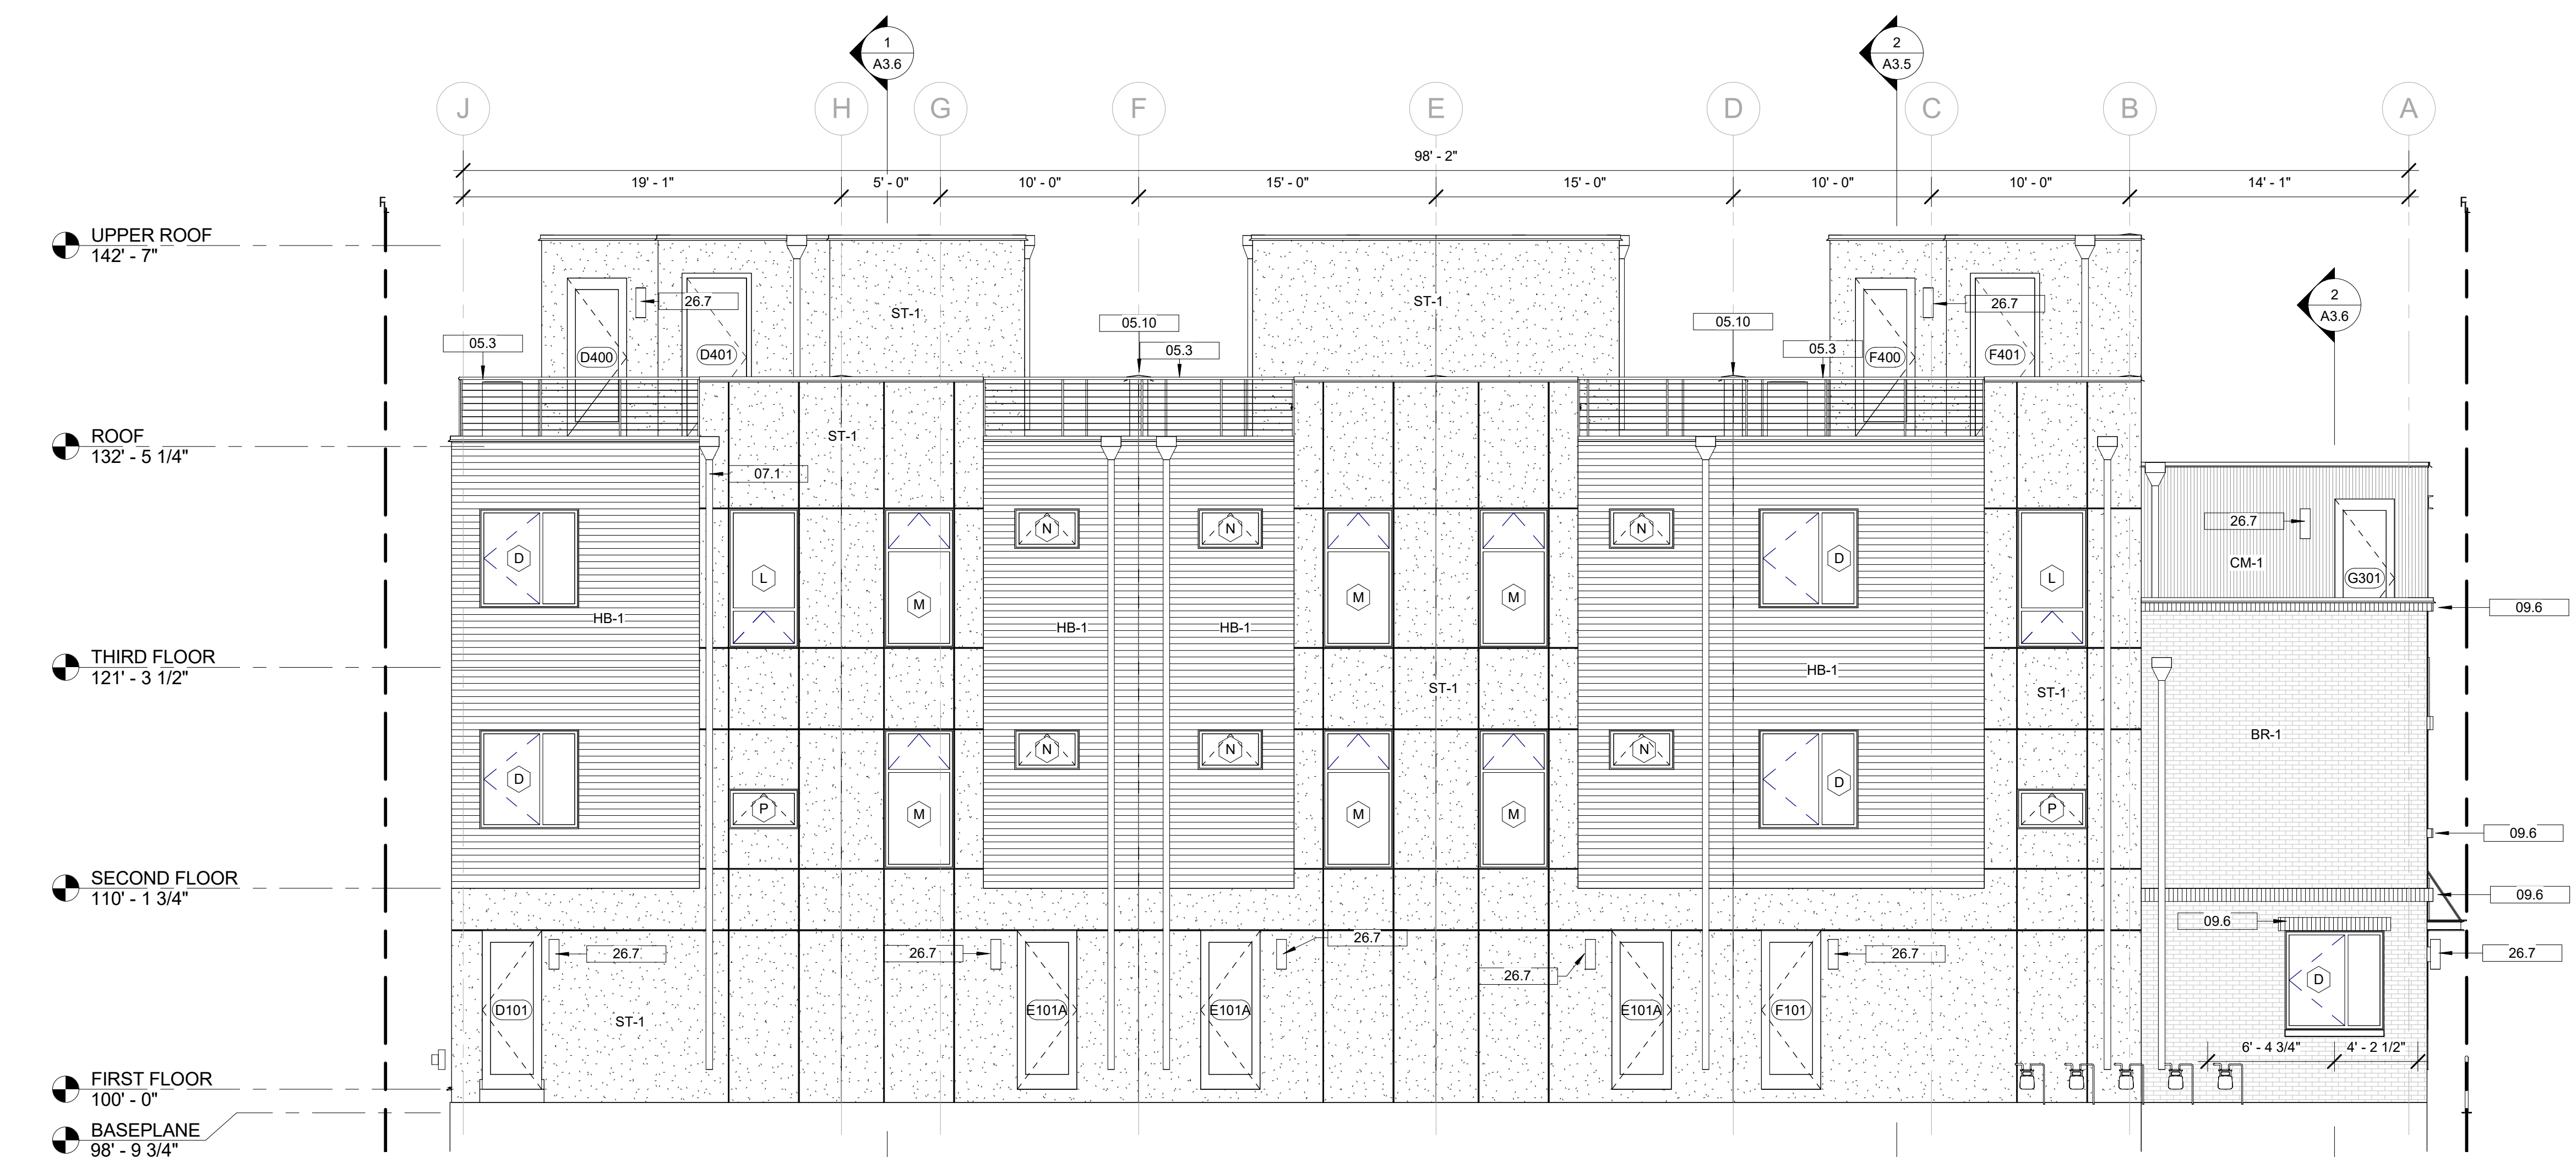 1
A3.6
2
A3.5
J
H
G
F
E
D
C
B
A
98' - 2"
19' - 1"
5' - 0"
10' - 0"
15' - 0"
15' - 0"
10' - 0"
10' - 0"
14' - 1"
UPPER ROOF
142' - 7"
2
A3.6
26.7
ST-1
ST-1
26.7
05.3
05.10
05.3
05.10
05.3
D400
D401
F400
F401
ROOF
132' - 5 1/4"
ST-1
07.1
N
N
N
26.7
D
L
M
M
M
D
L
CM-1
G301
HB-1
HB-1
HB-1
09.6
THIRD FLOOR
121' - 3 1/2"
HB-1
ST-1
ST-1
BR-1
N
N
N
D
P
M
M
M
D
P
09.6
SECOND FLOOR
110' - 1 3/4"
09.6
09.6
26.7
26.7
26.7
26.7
26.7
26.7
D
D101
E101A
E101A
E101A
F101
ST-1
6' - 4 3/4"
4' - 2 1/2"
FIRST FLOOR
100' - 0"
BASEPLANE
98' - 9 3/4"